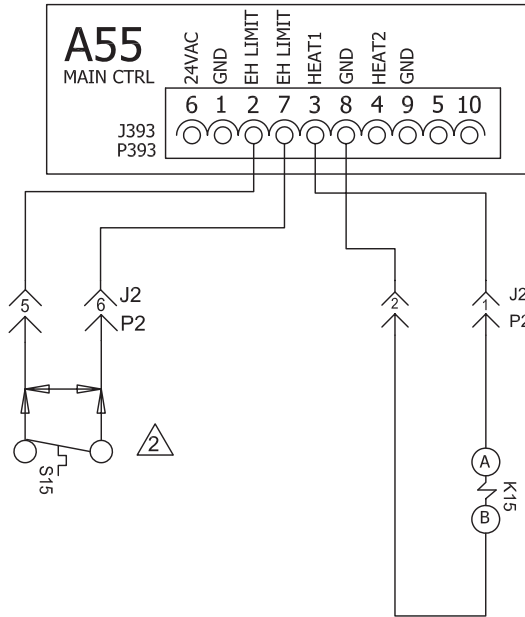 A55
MAIN CTRL
24VAC
GND
EH LIMIT
EH LIMIT
HEAT1
GND
HEAT2
GND
6 1 2 7 3 8 4 9 5 10
J393
P393
5 6 J2
P2
2 1 J2
P2
2
S15
A
K15
B